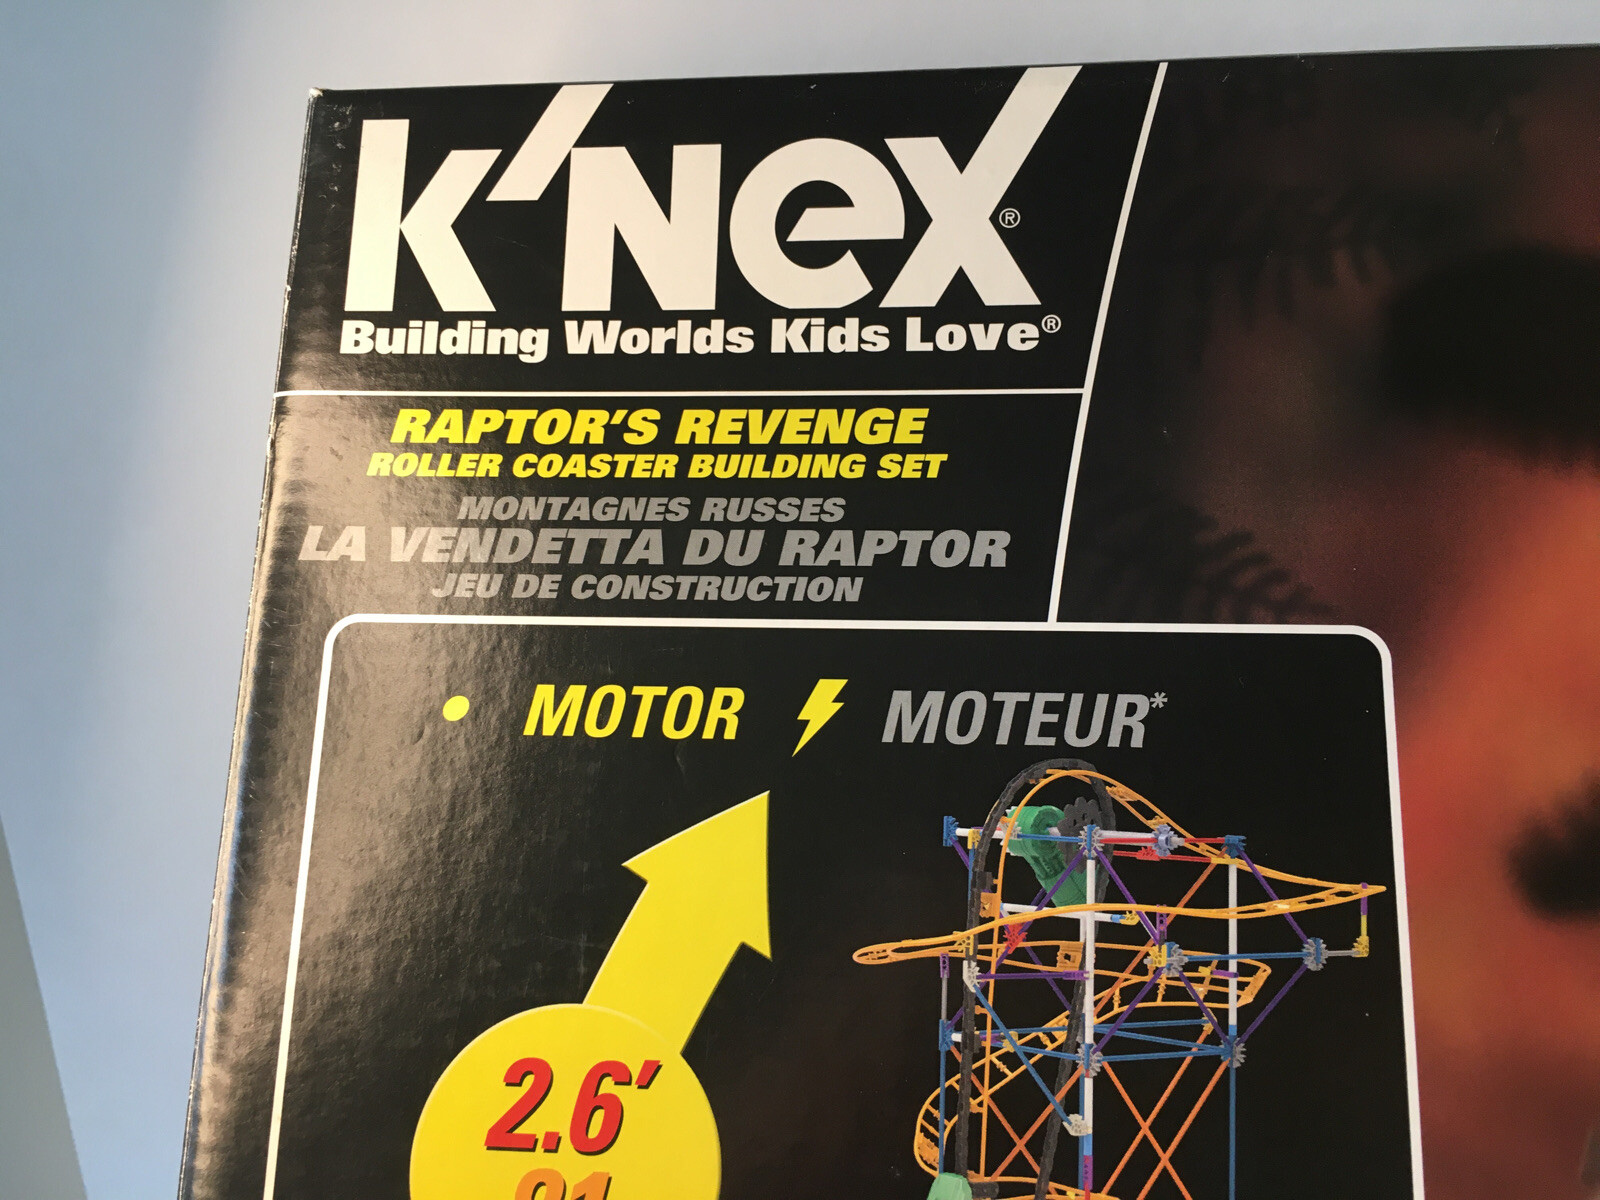 K'NEX®
Building Worlds Kids Love®
RAPTOR'S REVENGE
ROLLER COASTER BUILDING SET
MONTAGNES RUSSES
LA VENDETTA DU RAPTOR
JEU DE CONSTRUCTION
• MOTOR MOTEUR*
2.6'